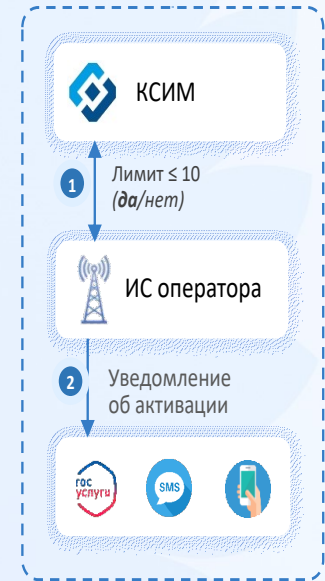 КСИМ
1
Лимит ≤ 10
(да/нет)
ИС оператора
2
Уведомление
об активации
гос
услуги
SMS